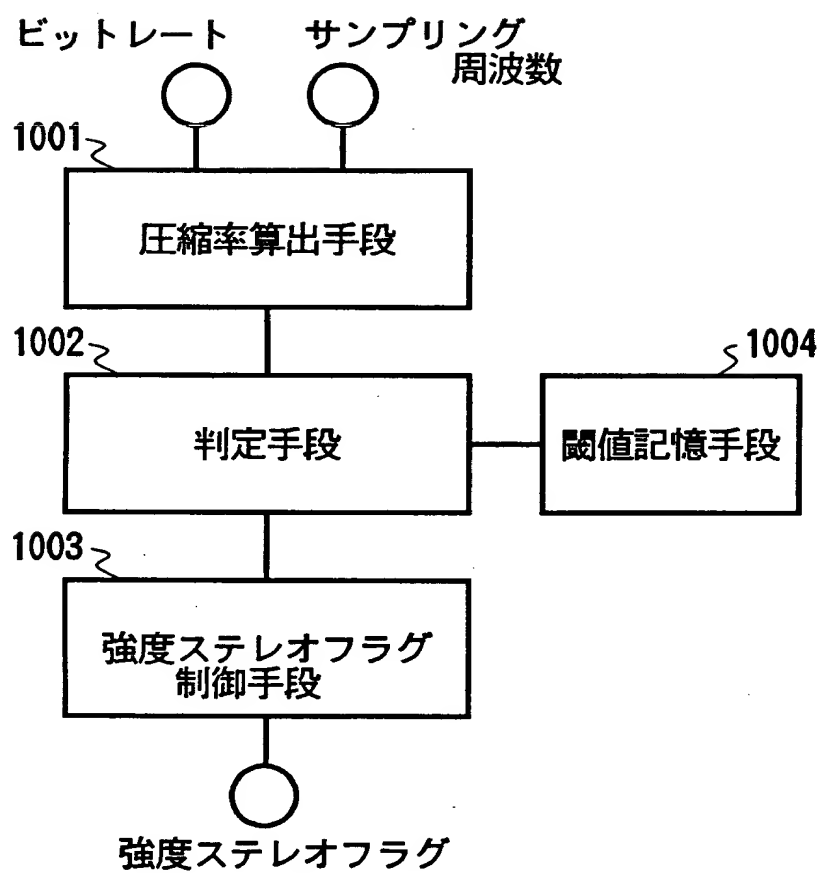 ビットレート
サンプリング
周波数
1001
圧縮率算出手段
1002
1004
判定手段
閾値記憶手段
1003
強度ステレオフラグ
制御手段
強度ステレオフラグ